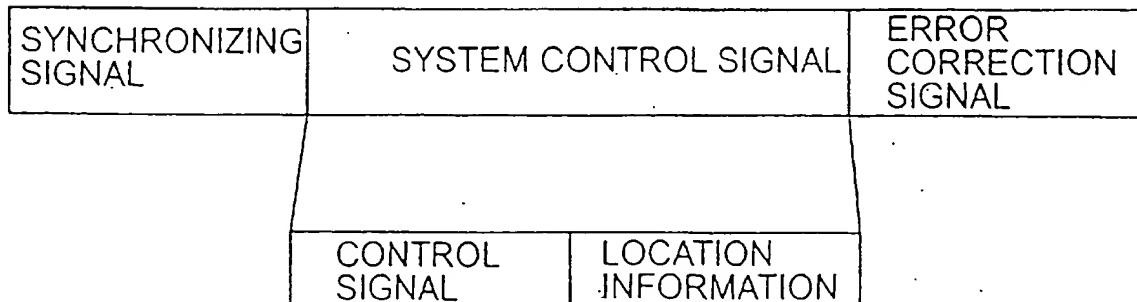 SYNCHRONIZING
SIGNAL
SYSTEM CONTROL SIGNAL
ERROR
CORRECTION
SIGNAL
CONTROL
SIGNAL
LOCATION
INFORMATION